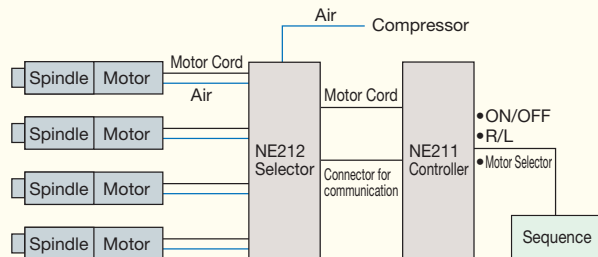 Air
Compressor
Motor Cord
Spindle Motor
Air
Motor Cord
•ON/OFF
•R/L
•Motor Selector
Spindle Motor
NE212
Selector
NE211
Controller
Connector for
communication
Spindle Motor
Spindle Motor
Sequence